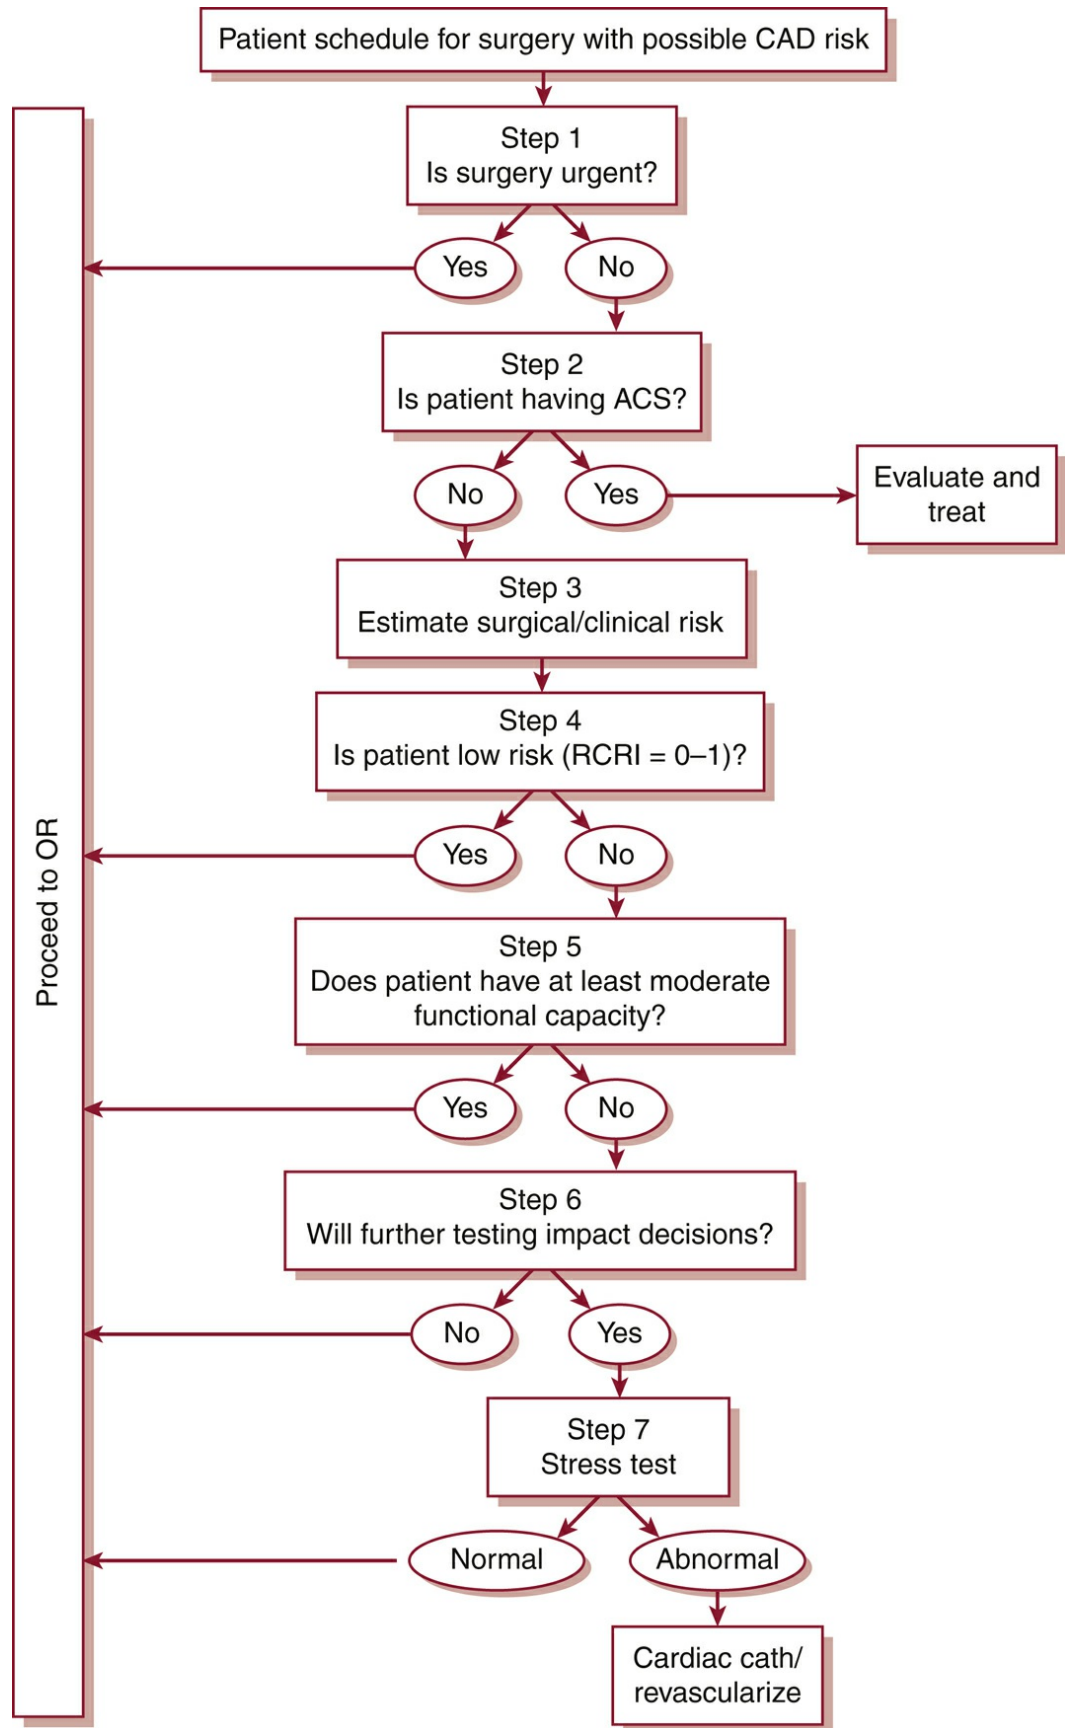 Patient schedule for surgery with possible CAD risk
Step 1
Is surgery urgent?
Yes
No
Step 2
Is patient having ACS?
No
Yes
Evaluate and
treat
Step 3
Estimate surgical/clinical risk
Step 4
Is patient low risk (RCRI = 0–1)?
Yes
No
Proceed to OR
Step 5
Does patient have at least moderate
functional capacity?
Yes
No
Step 6
Will further testing impact decisions?
No
Yes
Step 7
Stress test
Normal
Abnormal
Cardiac cath/
revascularize